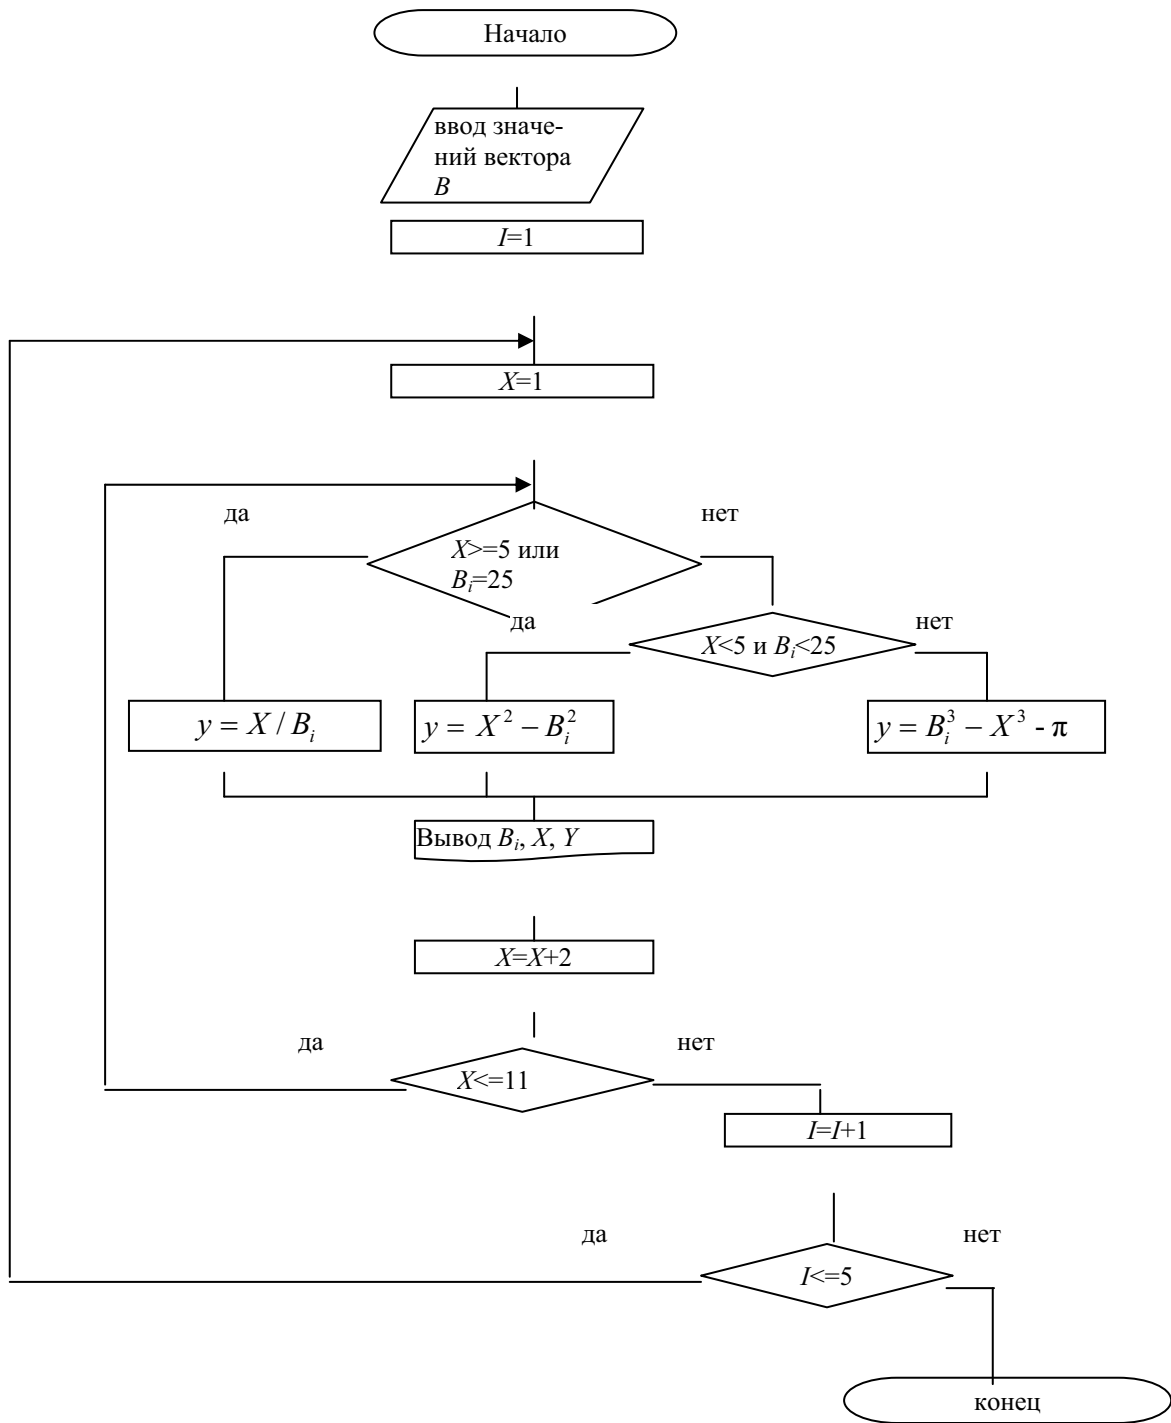 Начало
ввод значе-
ний вектора
B
I=1
X=1
да
нет
X>=5 или
Bᵢ=25
да
нет
X<5 и Bᵢ<25
y = X / Bᵢ
y = X² − Bᵢ²
y = Bᵢ³ − X³ - π
Вывод Bᵢ, X, Y
X=X+2
да
нет
X<=11
I=I+1
да
нет
I<=5
конец